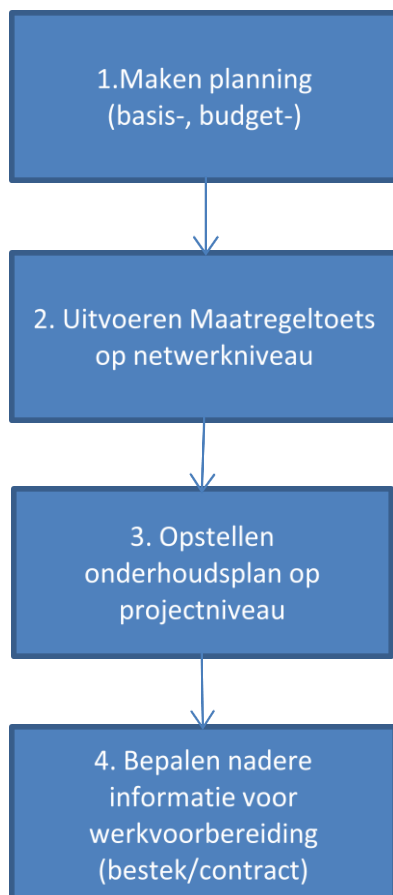 1.Maken planning
(basis-, budget-)
2. Uitvoeren Maatregeltoets
op netwerkniveau
3. Opstellen
onderhoudsplan op
projectniveau
4. Bepalen nadere
informatie voor
werkvoorbereiding
(bestek/contract)